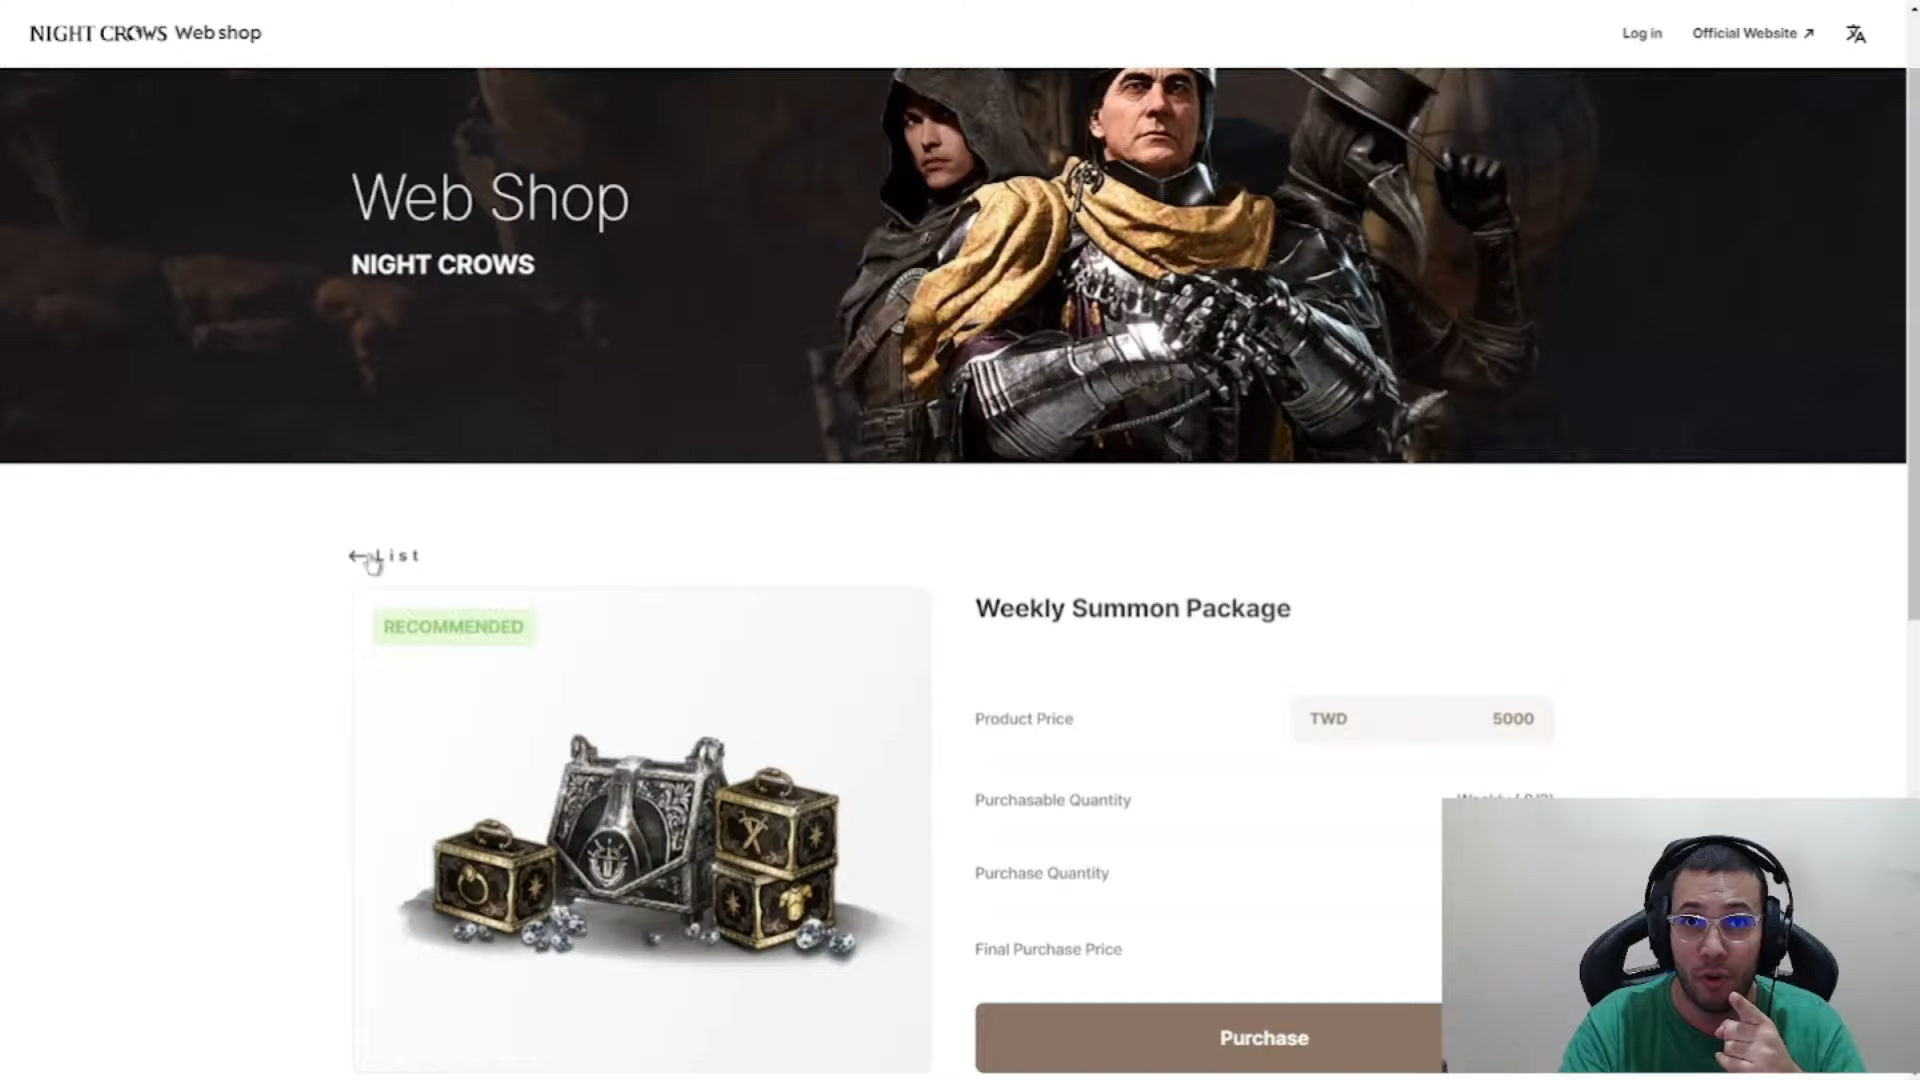 NIGHT CROWS Web shop
Log in
Official Website
Web Shop
NIGHT CROWS
List
RECOMMENDED
Weekly Summon Package
Product Price
TWD 5000
Purchasable Quantity
Purchase Quantity
Final Purchase Price
Purchase